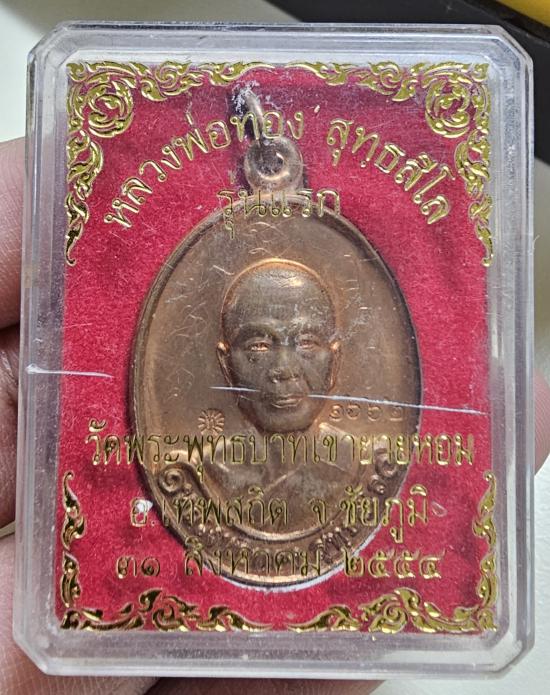 หลวงพ่อทอง สุทฺธสีโล
รุ่นแรก
๑๐๖๒
วัดพระพุทธบาทเขายายหอม
อ.เทพสถิต จ.ชัยภูมิ
๓๑ สิงหาคม ๒๕๕๔